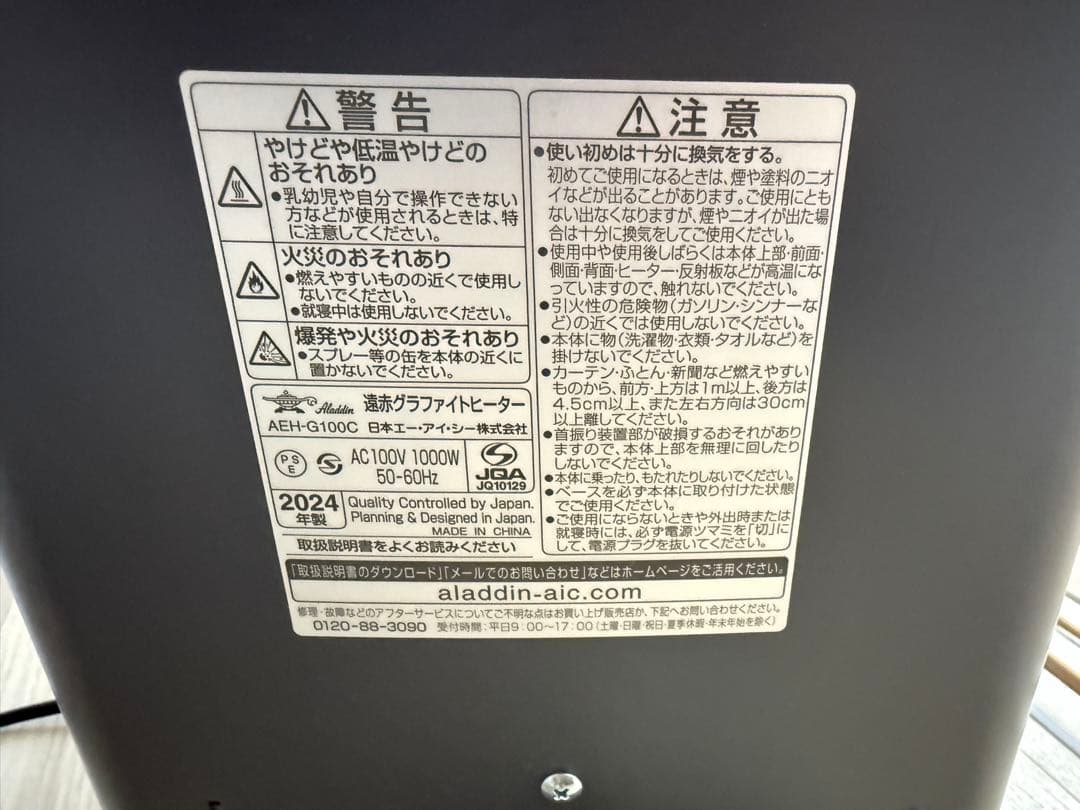 ⚠警告
やけどや低温やけどの
おそれあり
●乳幼児や自分で操作できない
方などが使用されるときは、特
に注意してください。
火災のおそれあり
●燃えやすいものの近くで使用し
ないでください。
●就寝中は使用しないでください。
爆発や火災のおそれあり
●スプレー等の缶を本体の近くに
置かないでください。
Aladdin 遠赤グラファイトヒーター
AEH-G100C 日本エー・アイ・シー株式会社
PSE AC100V 1000W
50-60Hz
JQA
JQ10129
2024
年製
Quality Controlled by Japan.
Planning & Designed in Japan.
MADE IN CHINA
取扱説明書をよくお読みください
⚠注意
●使い初めは十分に換気をする。
初めてご使用になるときは、煙や塗料のニオ
イなどが出ることがあります。ご使用にとも
ない出なくなりますが、煙やニオイが出た場
合は十分に換気をしてご使用ください。
●使用中や使用後しばらくは本体上部・前面・
側面・背面・ヒーター・反射板などが高温にな
っていますので、触れないでください。
●引火性の危険物(ガソリン・シンナーな
ど)の近くでは使用しないでください。
●本体に物(洗濯物・衣類・タオルなど)を
掛けないでください。
●カーテン・ふとん・新聞など燃えやすい
ものから、前方・上方は1m以上、後方は
4.5cm以上、また左右方向は30cm
以上離してください。
●首振り装置部が破損するおそれがあり
ますので、本体上部を無理に回したり
しないでください。
●本体に乗ったり、もたれたりしないでください。
●ベースを必ず本体に取り付けた状態
でご使用ください。
●ご使用にならないときや外出時または
就寝時には、必ず電源ツマミを「切」に
して、電源プラグを抜いてください。
「取扱説明書のダウンロード」「メールでのお問い合わせ」などはホームページをご活用ください。
aladdin-aic.com
修理・故障などのアフターサービスについてご不明な点はお買い上げ販売店か、下記へお問い合わせください。
0120-88-3090 受付時間:平日9:00〜17:00(土曜・日曜・祝日・夏季休暇・年末年始を除く)